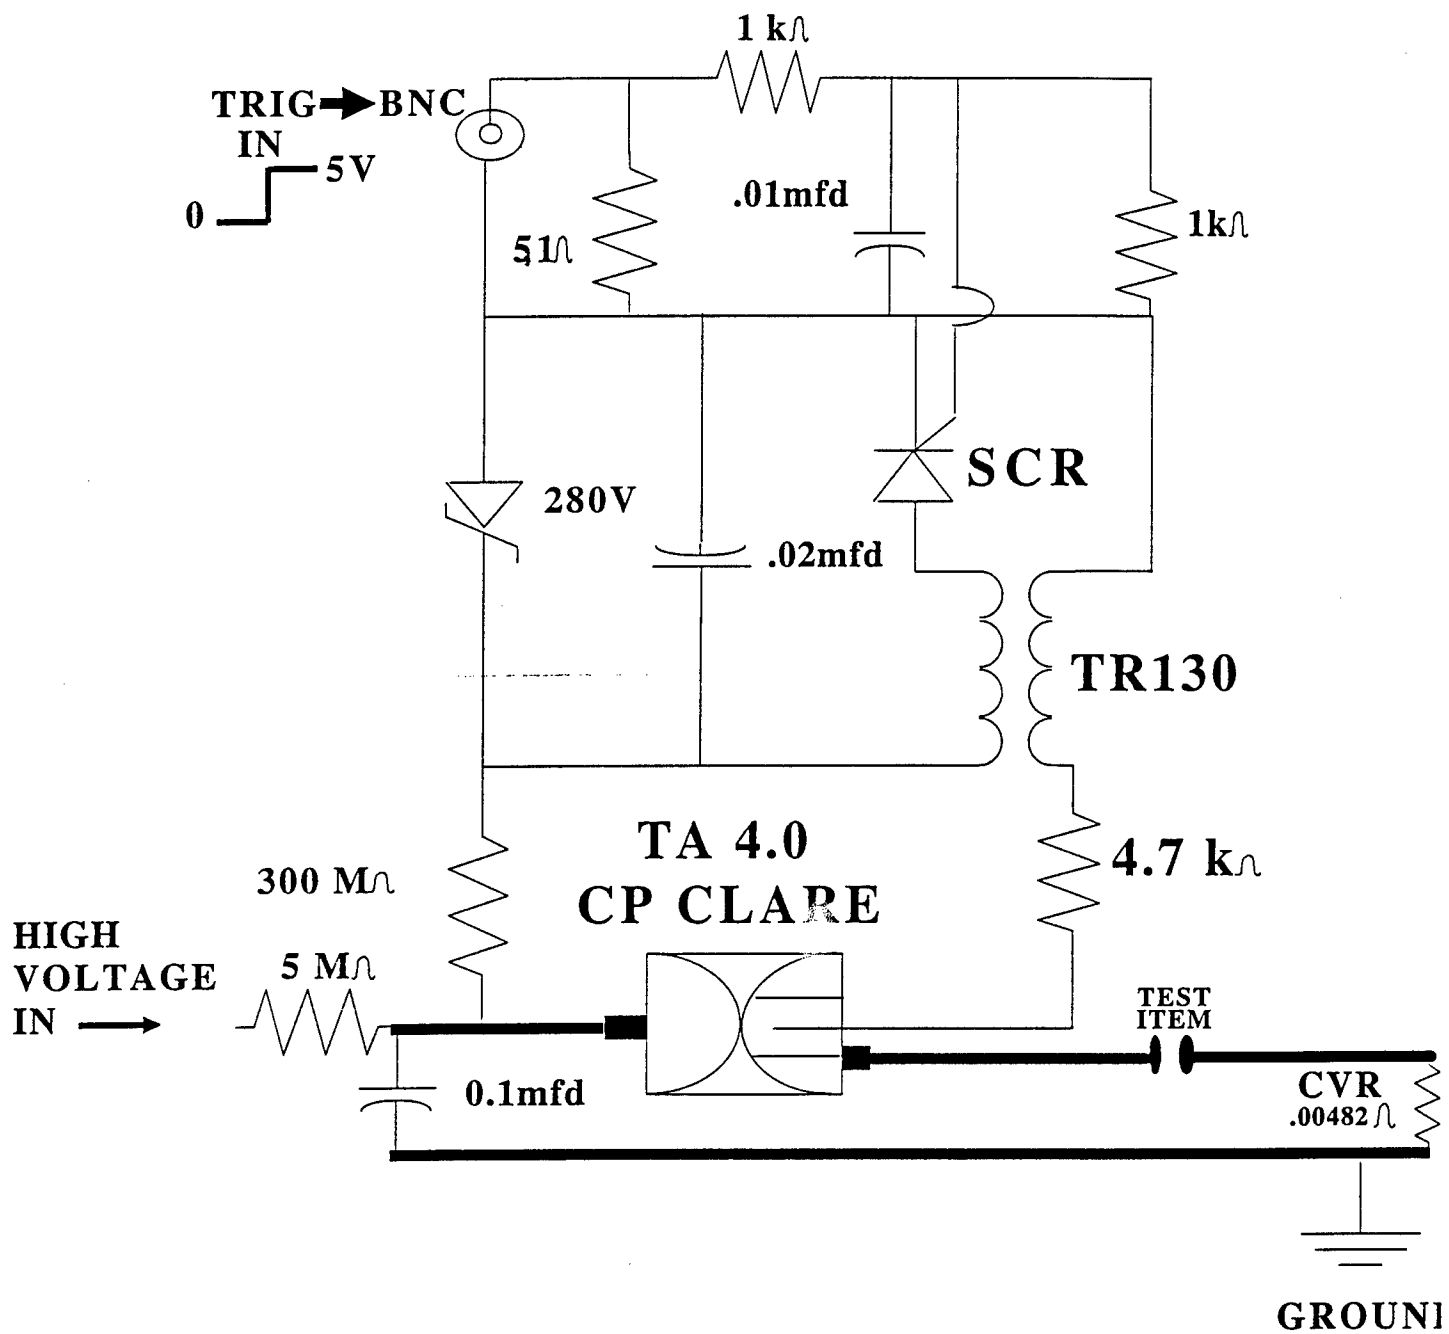 1 kΩ
TRIG BNC
IN
5V
0
.01mfd
51Ω
1kΩ
280V
SCR
.02mfd
TR130
TA 4.0
CP CLARE
4.7 kΩ
300 MΩ
HIGH
VOLTAGE
IN
5 MΩ
TEST
ITEM
0.1mfd
CVR
.00482Ω
GROUN